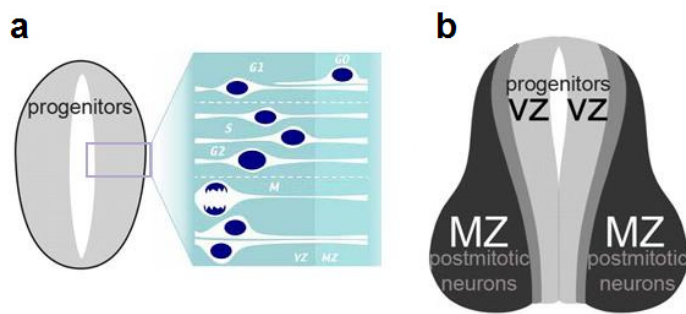 a
progenitors
G1
G0
S
G2
M
VZ
MZ
b
progenitors
VZ VZ
MZ MZ
postmitotic postmitotic
neurons neurons